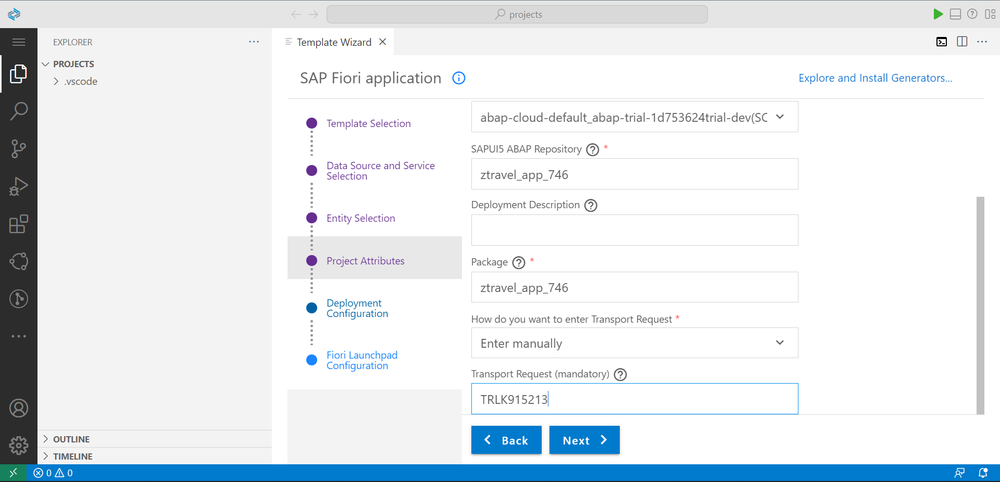 projects
EXPLORER
Template Wizard
PROJECTS
.vscode
SAP Fiori application
Explore and Install Generators...
Template Selection
Data Source and Service
Selection
Entity Selection
Project Attributes
Deployment
Configuration
Fiori Launchpad
Configuration
abap-cloud-default_abap-trial-1d753624trial-dev(SC
SAPUI5 ABAP Repository *
ztravel_app_746
Deployment Description
Package *
ztravel_app_746
How do you want to enter Transport Request *
Enter manually
Transport Request (mandatory)
TRLK915213
Back
Next
OUTLINE
TIMELINE
0 0